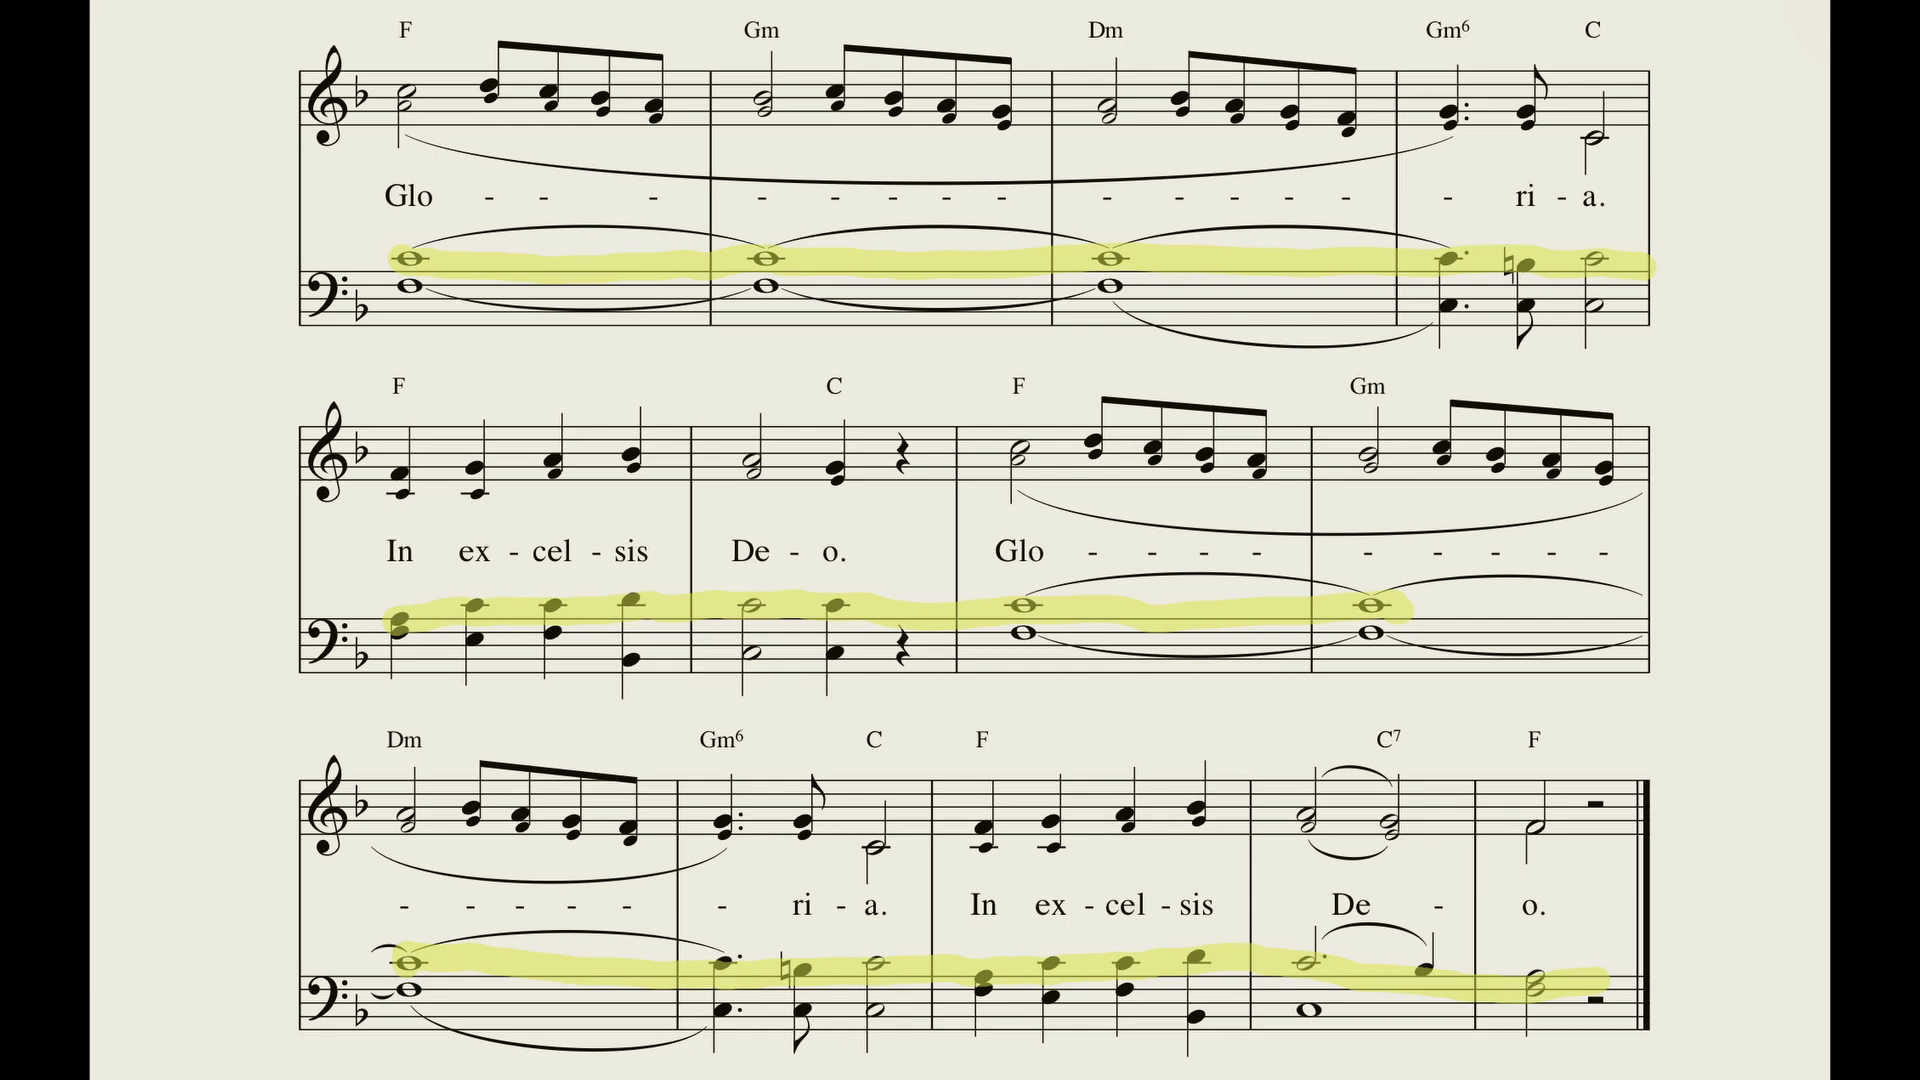 F Gm Dm Gm6 C
Glo - - - - - - - - - - - - - ri - a.
F C F Gm
In ex - cel - sis De - o. Glo - - - - - - - -
Dm Gm6 C F C7 F
- - - - - - ri - a. In ex - cel - sis De - o.